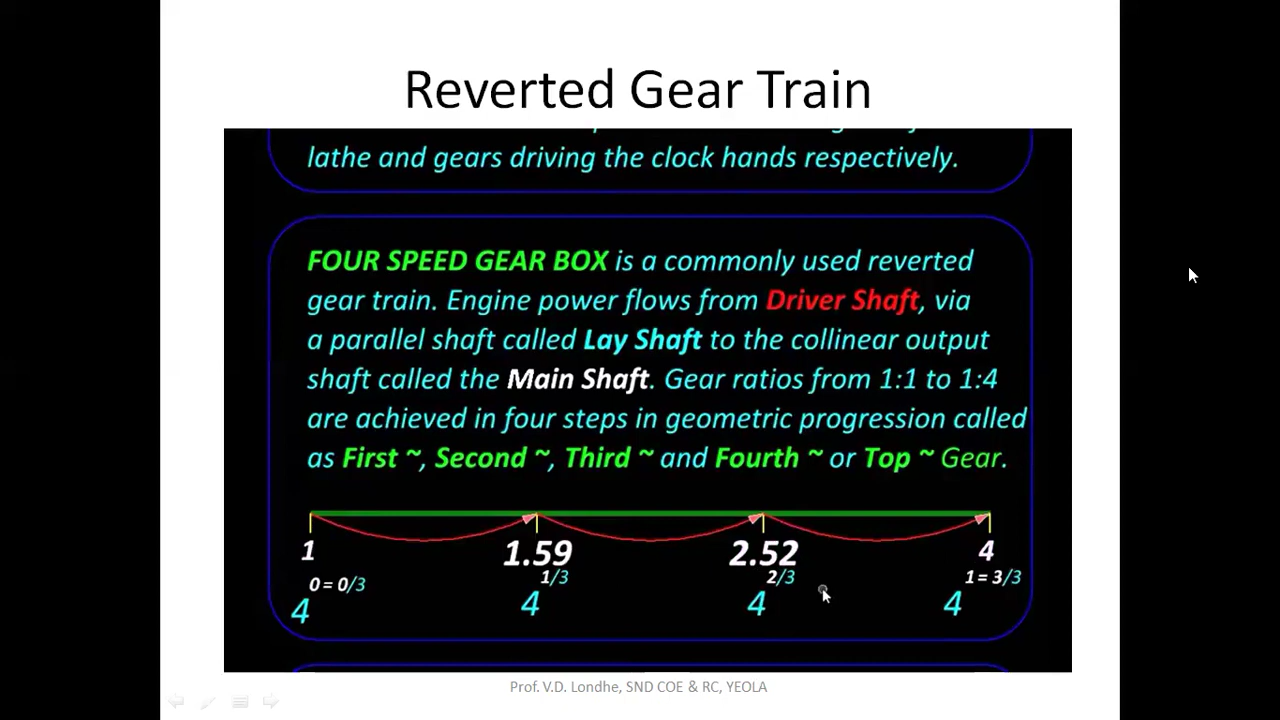 Reverted Gear Train
lathe and gears driving the clock hands respectively.
FOUR SPEED GEAR BOX is a commonly used reverted
gear train. Engine power flows from Driver Shaft, via
a parallel shaft called Lay Shaft to the collinear output
shaft called the Main Shaft. Gear ratios from 1:1 to 1:4
are achieved in four steps in geometric progression called
as First ~, Second ~, Third ~ and Fourth ~ or Top ~ Gear.
1 1.59 2.52 4
0 = 0/3 1/3 2/3 1 = 3/3
4 4 4 4
Prof. V.D. Londhe, SND COE & RC, YEOLA